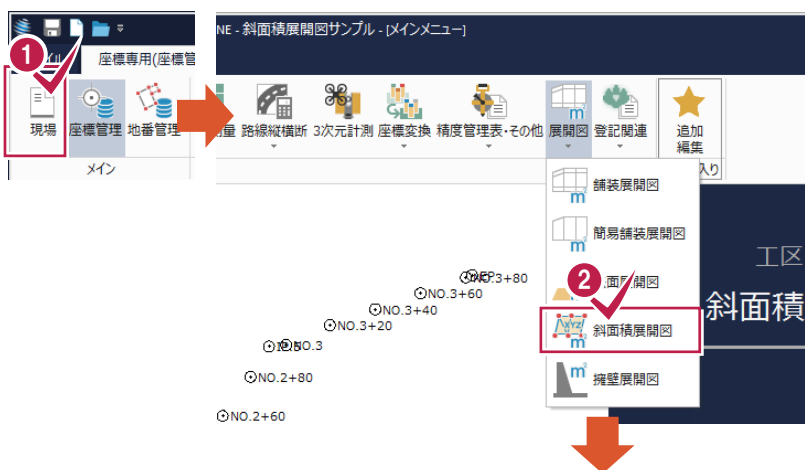 NE - 斜面積展開図サンプル - [メインメニュー]
1
座標専用(座標管
現場
座標管理
地番管理
メイン
量
路線縦横断
3次元計測
座標変換
精度管理表・その他
展開図
登記関連
追加
編集
入り
舗装展開図
簡易舗装展開図
2
面展開図
斜面積展開図
擁壁展開図
工区
斜面積
NO.3+80
NO.3+60
NO.3+40
NO.3+20
NO.3
NO.2+80
NO.2+60